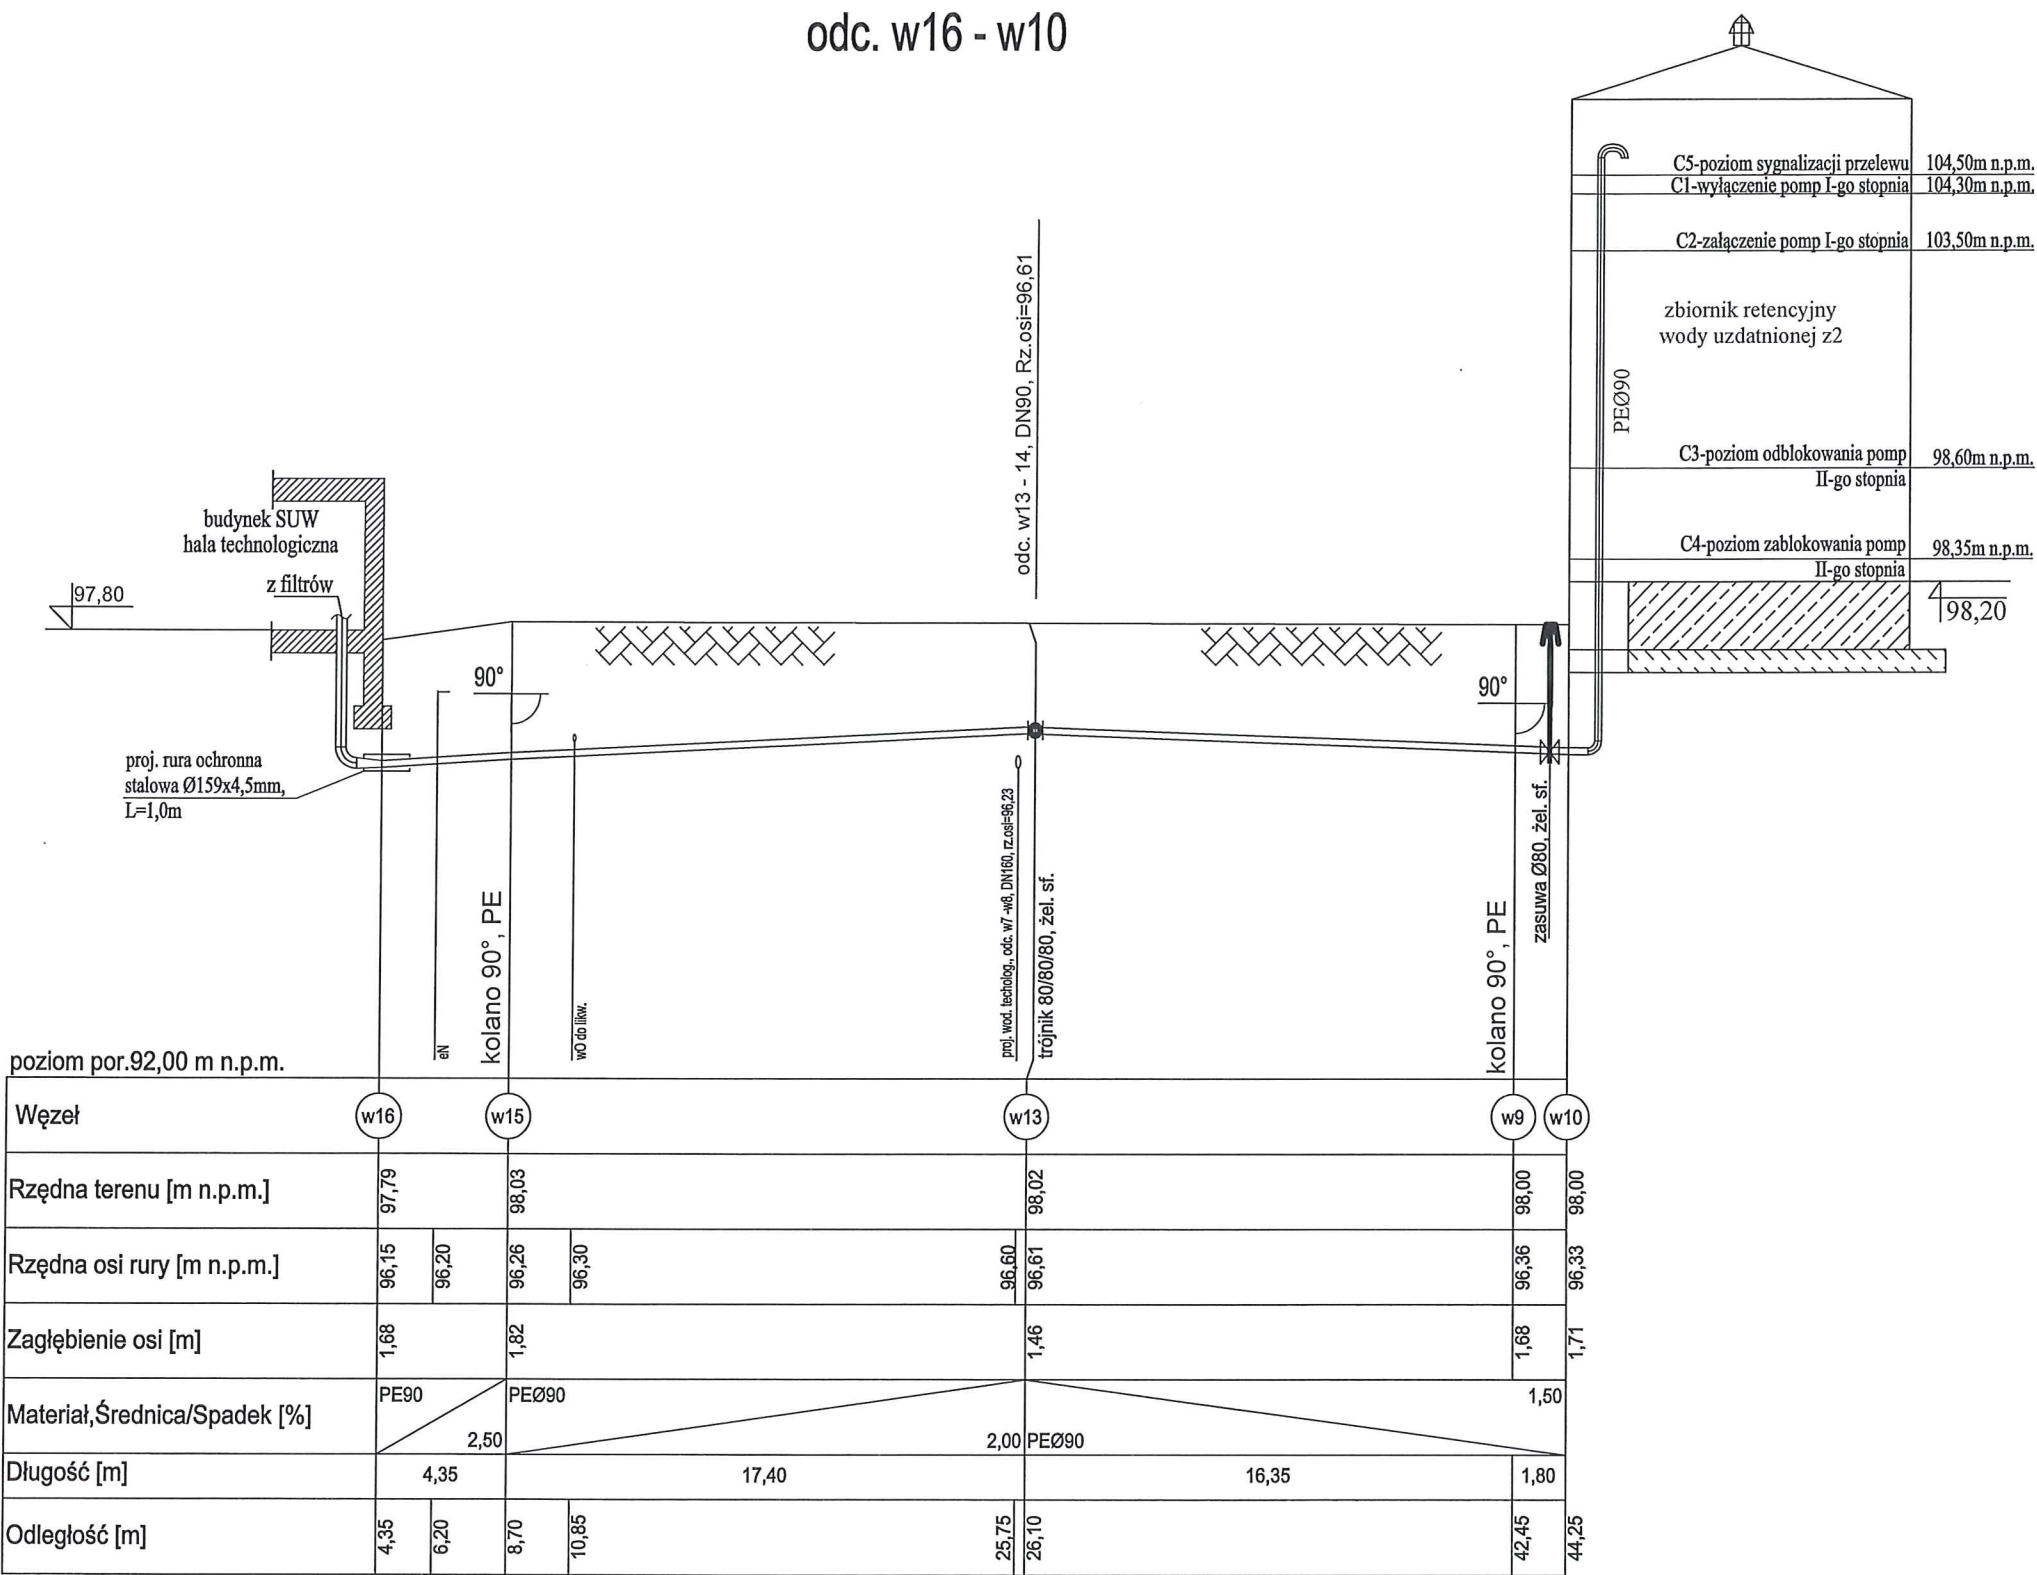 odc. w16 - w10
C5-poziom sygnalizacji przelewu 104,50m n.p.m.
C1-wyłączenie pomp I-go stopnia 104,30m n.p.m.
C2-załączenie pomp I-go stopnia 103,50m n.p.m.
zbiornik retencyjny
wody uzdatnionej z2
PEØ90
C3-poziom odblokowania pomp 98,60m n.p.m.
II-go stopnia
C4-poziom zablokowania pomp 98,35m n.p.m.
II-go stopnia
98,20
odc. w13 - 14, DN90, Rz.osi=96,61
budynek SUW
hala technologiczna
z filtrów
97,80
90°
90°
proj. rura ochronna
stalowa Ø159x4,5mm,
L=1,0m
eN
kolano 90°, PE
wO do likw.
proj. wod. techolog., odc. w7 -w8, DN160, rz.osi=96,23
trójnik 80/80/80, żel. sf.
kolano 90°, PE
zasuwa Ø80, żel. sf.
poziom por.92,00 m n.p.m.
Węzeł w16 w15 w13 w9 w10
Rzędna terenu [m n.p.m.] 97,79 98,03 98,02 98,00 98,00
Rzędna osi rury [m n.p.m.] 96,15 96,20 96,26 96,30 96,60 96,61 96,36 96,33
Zagłębienie osi [m] 1,68 1,82 1,46 1,68 1,71
Materiał,Średnica/Spadek [%] PE90 2,50 PEØ90 2,00 PEØ90 1,50
Długość [m] 4,35 17,40 16,35 1,80
Odległość [m] 4,35 6,20 8,70 10,85 25,75 26,10 42,45 44,25